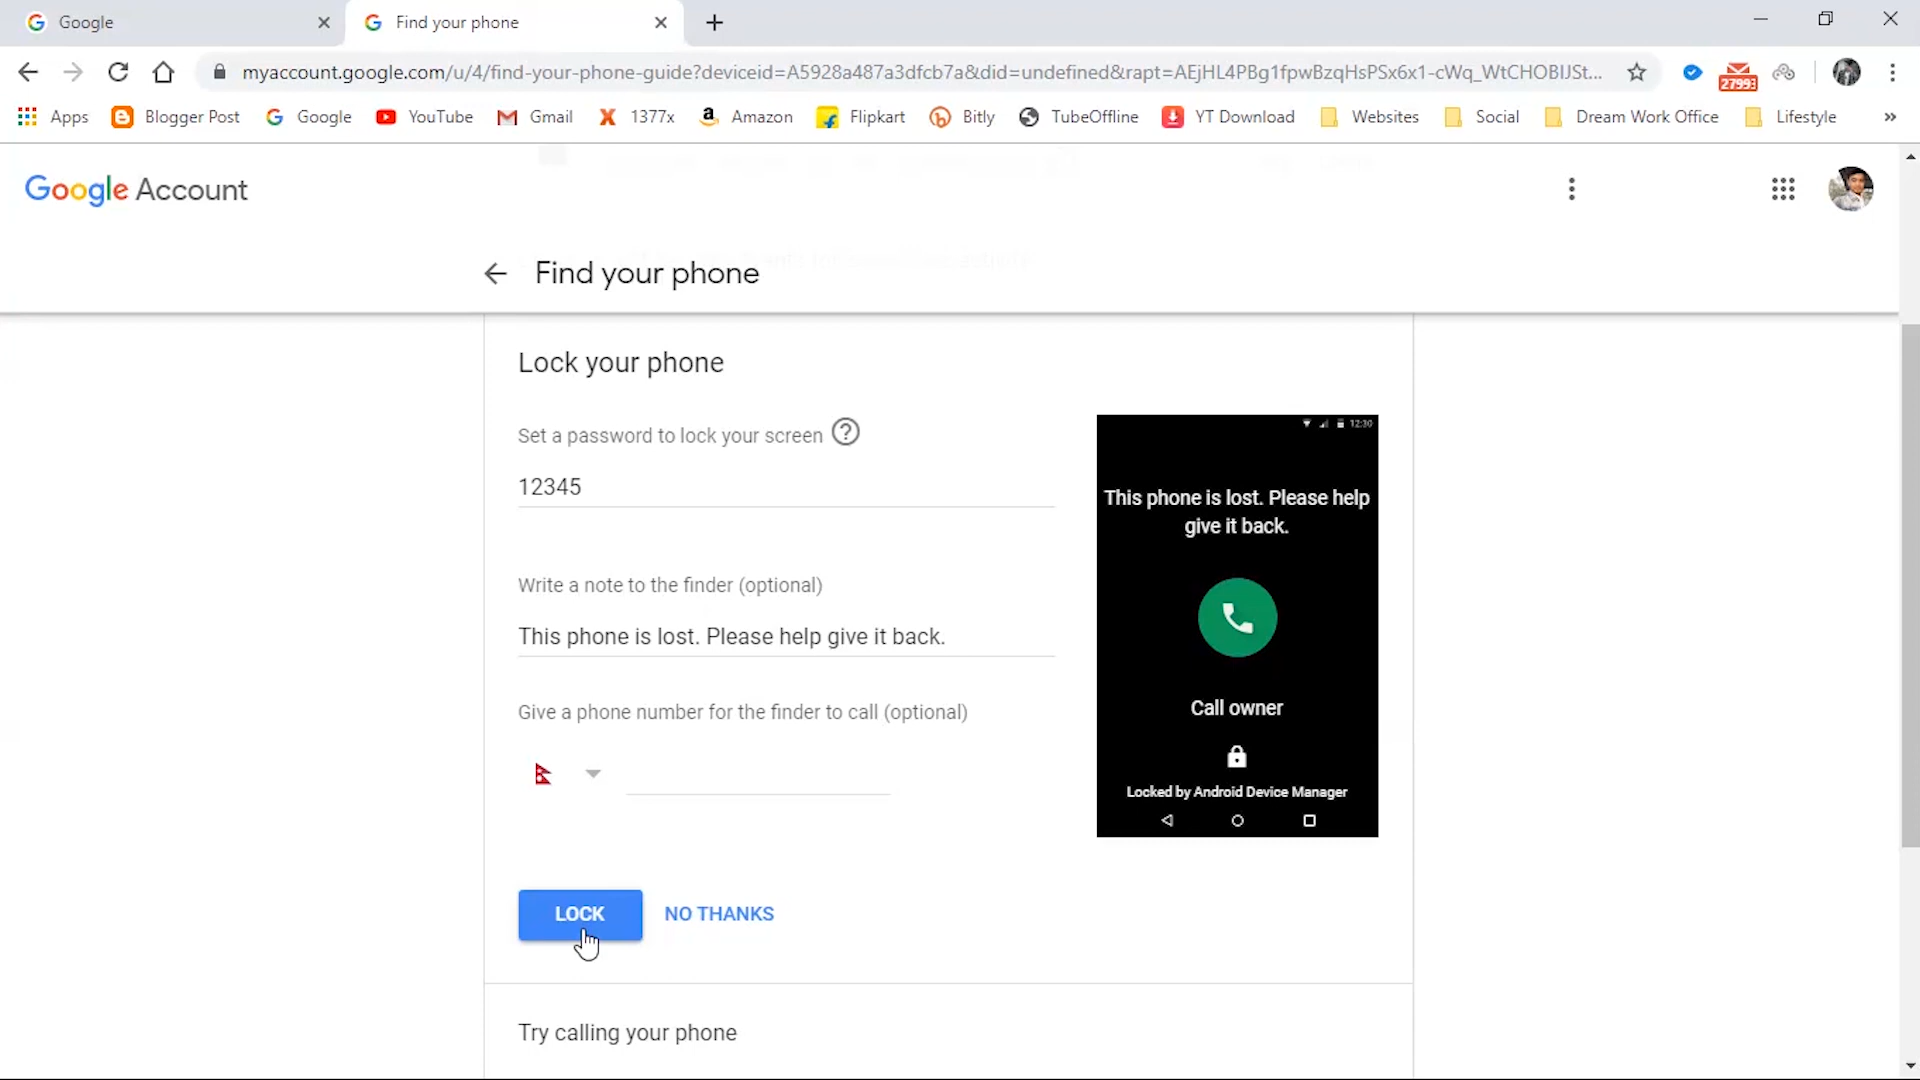 Google
Find your phone
myaccount.google.com/u/4/find-your-phone-guide?deviceid=A5928a487a3dfcb7a&did=undefined&rapt=AEjHL4PBg1fpwBzqHsPSx6x1-cWq_WtCHOBIJSt...
27993
Apps
Blogger Post
Google
YouTube
Gmail
1377x
Amazon
Flipkart
Bitly
TubeOffline
YT Download
Websites
Social
Dream Work Office
Lifestyle
»
Google Account
Find your phone
Lock your phone
Set a password to lock your screen
12345
Write a note to the finder (optional)
This phone is lost. Please help give it back.
Give a phone number for the finder to call (optional)
LOCK
NO THANKS
Try calling your phone
12:30
This phone is lost. Please help
give it back.
Call owner
Locked by Android Device Manager